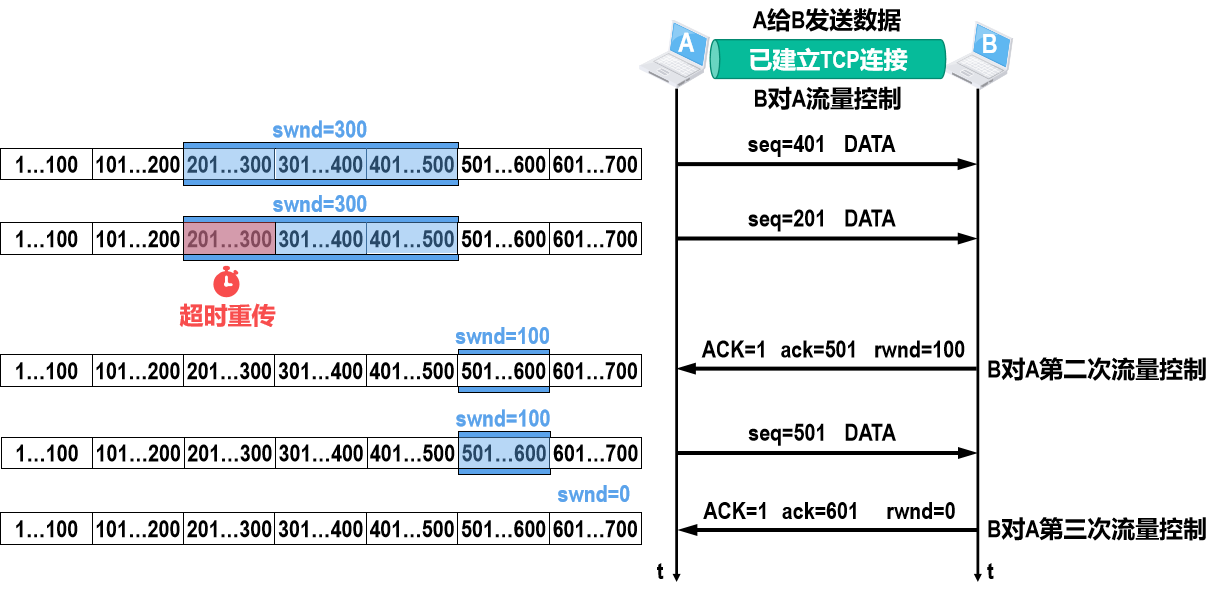 A给B发送数据
A
B
已建立TCP连接
B对A流量控制
swnd=300
1…100 101…200 201…300 301…400 401…500 501…600 601…700
seq=401 DATA
swnd=300
1…100 101…200 201…300 301…400 401…500 501…600 601…700
seq=201 DATA
超时重传
swnd=100
1…100 101…200 201…300 301…400 401…500 501…600 601…700
ACK=1 ack=501 rwnd=100
B对A第二次流量控制
swnd=100
1…100 101…200 201…300 301…400 401…500 501…600 601…700
seq=501 DATA
swnd=0
1…100 101…200 201…300 301…400 401…500 501…600 601…700
ACK=1 ack=601 rwnd=0
B对A第三次流量控制
t
t